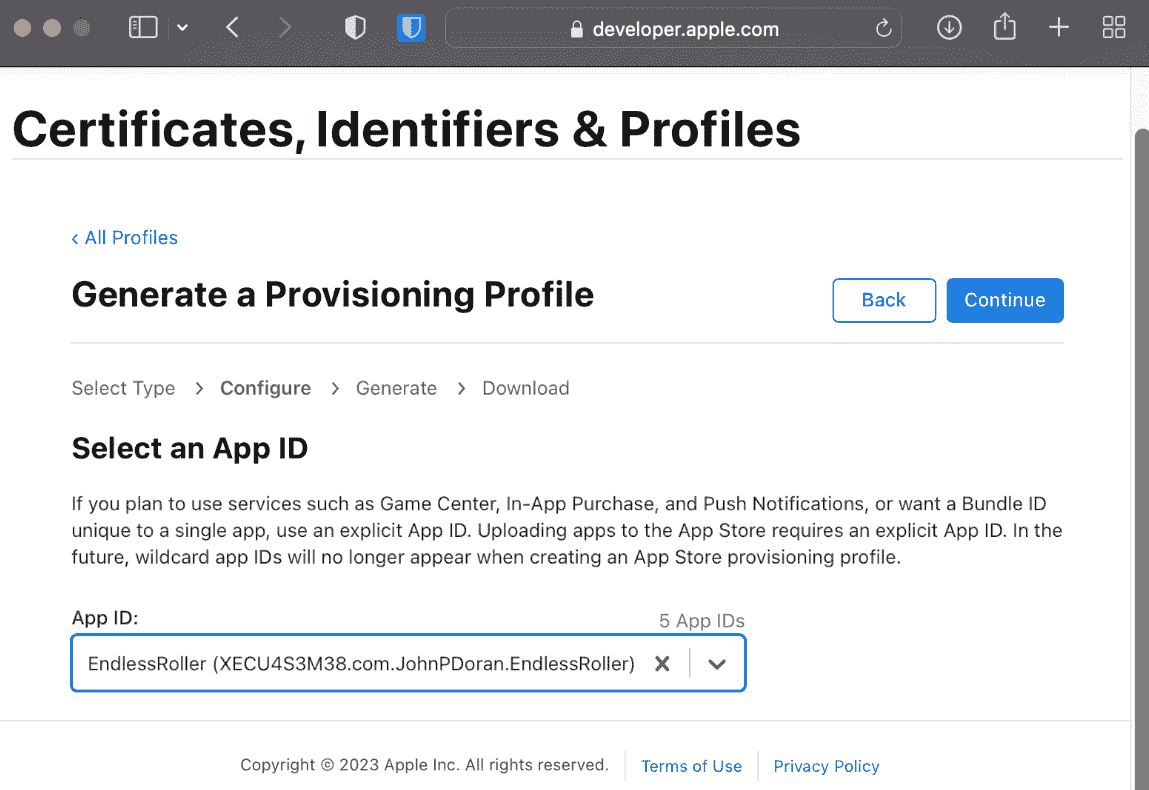 developer.apple.com
Certificates, Identifiers & Profiles
‹ All Profiles
Generate a Provisioning Profile
Back
Continue
Select Type > Configure > Generate > Download
Select an App ID
If you plan to use services such as Game Center, In-App Purchase, and Push Notifications, or want a Bundle ID
unique to a single app, use an explicit App ID. Uploading apps to the App Store requires an explicit App ID. In the
future, wildcard app IDs will no longer appear when creating an App Store provisioning profile.
App ID:
5 App IDs
EndlessRoller (XECU4S3M38.com.JohnPDoran.EndlessRoller)
Copyright © 2023 Apple Inc. All rights reserved.
Terms of Use
Privacy Policy